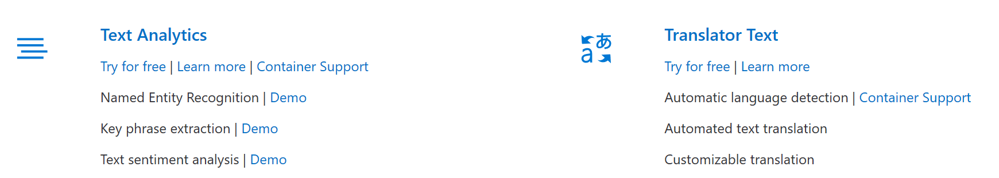 Text Analytics
Try for free | Learn more | Container Support
Named Entity Recognition | Demo
Key phrase extraction | Demo
Text sentiment analysis | Demo
あ
a
Translator Text
Try for free | Learn more
Automatic language detection | Container Support
Automated text translation
Customizable translation